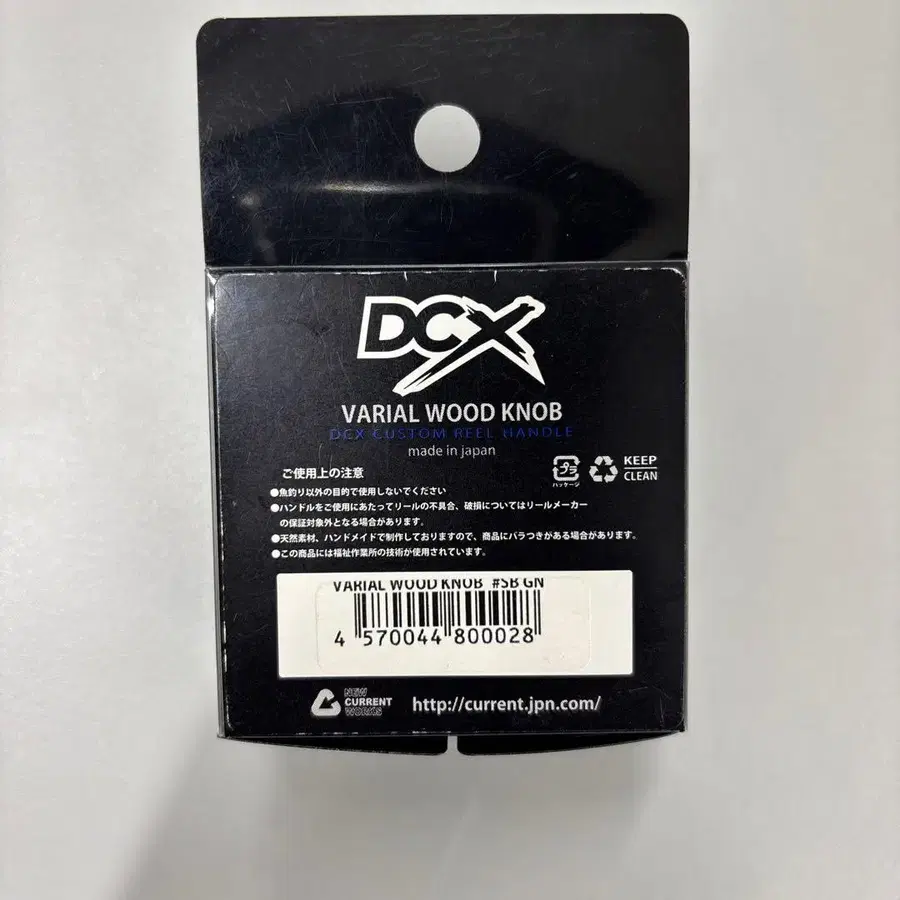 DCX
VARIAL WOOD KNOB
DCX CUSTOM REEL HANDLE
made in japan
ご使用上の注意
プラ
パッケージ
KEEP
CLEAN
●魚釣り以外の目的で使用しないでください
●ハンドルをご使用にあたってリールの不具合、破損についてはリールメーカー
の保証対象外となる場合があります。
●天然素材、ハンドメイドで制作しておりますので、商品にバラつきがある場合があります。
●この商品には福祉作業所の技術が使用されています。
VARIAL WOOD KNOB #SB GN
4 570044 800028
NEW
CURRENT
WORKS
http://current.jpn.com/